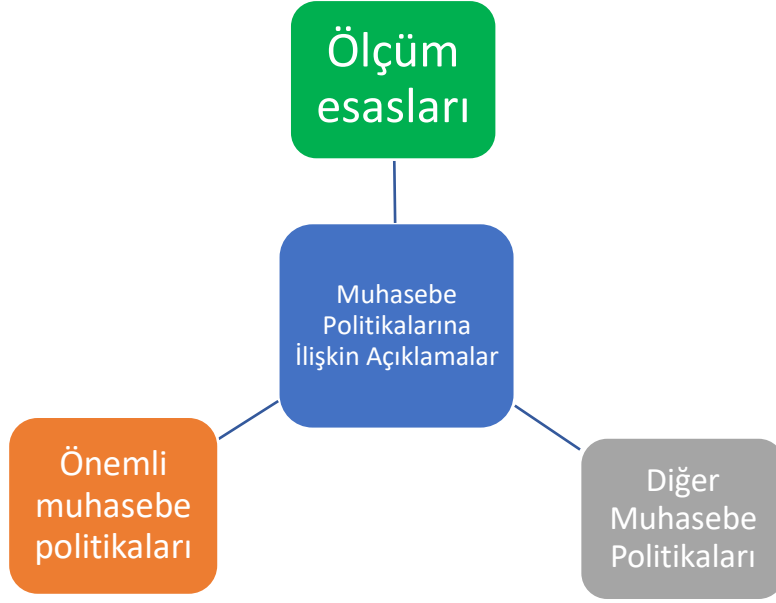 Ölçüm
esasları
Muhasebe
Politikalarına
İlişkin Açıklamalar
Önemli
muhasebe
politikaları
Diğer
Muhasebe
Politikaları